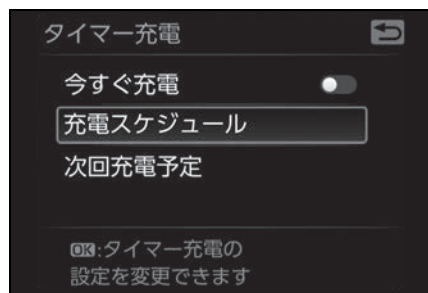 タイマー充電
今すぐ充電
充電スケジュール
次回充電予定
OK:タイマー充電の
設定を変更できます